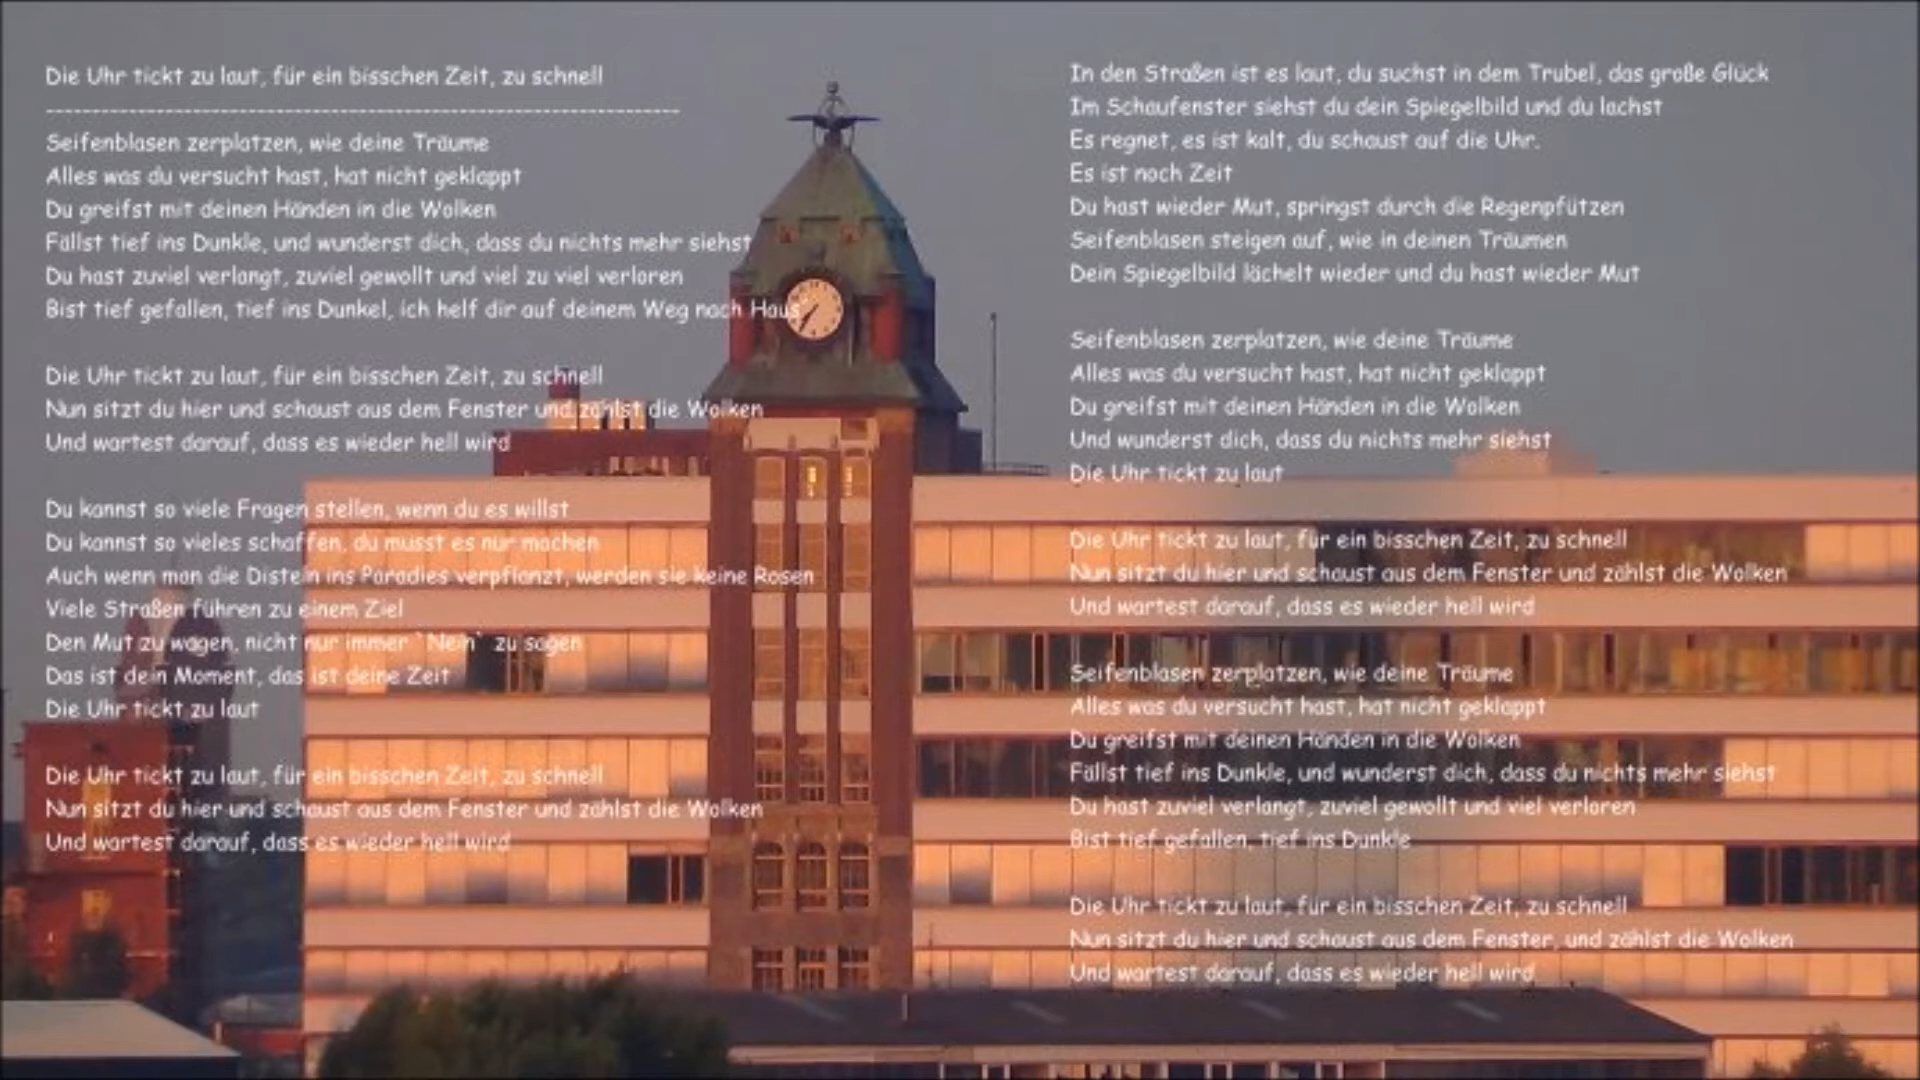 Die Uhr tickt zu laut, für ein bisschen Zeit, zu schnell
--------------------------------------------------------------------------------
Seifenblasen zerplatzen, wie deine Träume
Alles was du versucht hast, hat nicht geklappt
Du greifst mit deinen Händen in die Wolken
Fällst tief ins Dunkle, und wunderst dich, dass du nichts mehr siehst
Du hast zuviel verlangt, zuviel gewollt und viel zu viel verloren
Bist tief gefallen, tief ins Dunkel, ich helf dir auf deinem Weg nach Haus
Die Uhr tickt zu laut, für ein bisschen Zeit, zu schnell
Nun sitzt du hier und schaust aus dem Fenster und zählst die Wolken
Und wartest darauf, dass es wieder hell wird
Du kannst so viele Fragen stellen, wenn du es willst
Du kannst so vieles schaffen, du musst es nur machen
Auch wenn man die Disteln ins Paradies verpflanzt, werden sie keine Rosen
Viele Straßen führen zu einem Ziel
Den Mut zu wagen, nicht nur immer `Nein` zu sagen
Das ist dein Moment, das ist deine Zeit
Die Uhr tickt zu laut
Die Uhr tickt zu laut, für ein bisschen Zeit, zu schnell
Nun sitzt du hier und schaust aus dem Fenster und zählst die Wolken
Und wartest darauf, dass es wieder hell wird
In den Straßen ist es laut, du suchst in dem Trubel, das große Glück
Im Schaufenster siehst du dein Spiegelbild und du lachst
Es regnet, es ist kalt, du schaust auf die Uhr.
Es ist noch Zeit
Du hast wieder Mut, springst durch die Regenpfützen
Seifenblasen steigen auf, wie in deinen Träumen
Dein Spiegelbild lächelt wieder und du hast wieder Mut
Seifenblasen zerplatzen, wie deine Träume
Alles was du versucht hast, hat nicht geklappt
Du greifst mit deinen Händen in die Wolken
Und wunderst dich, dass du nichts mehr siehst
Die Uhr tickt zu laut
Die Uhr tickt zu laut, für ein bisschen Zeit, zu schnell
Nun sitzt du hier und schaust aus dem Fenster und zählst die Wolken
Und wartest darauf, dass es wieder hell wird
Seifenblasen zerplatzen, wie deine Träume
Alles was du versucht hast, hat nicht geklappt
Du greifst mit deinen Händen in die Wolken
Fällst tief ins Dunkle, und wunderst dich, dass du nichts mehr siehst
Du hast zuviel verlangt, zuviel gewollt und viel verloren
Bist tief gefallen, tief ins Dunkle
Die Uhr tickt zu laut, für ein bisschen Zeit, zu schnell
Nun sitzt du hier und schaust aus dem Fenster, und zählst die Wolken
Und wartest darauf, dass es wieder hell wird